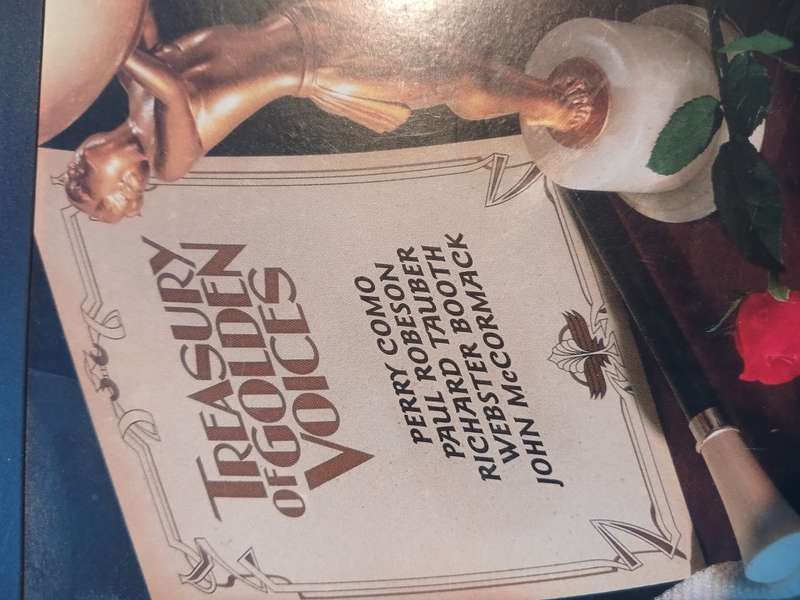 TREASURY
OF GOLDEN
VOICES
PERRY COMO
PAUL ROBESON
RICHARD TAUBER
WEBSTER BOOTH
JOHN McCORMACK